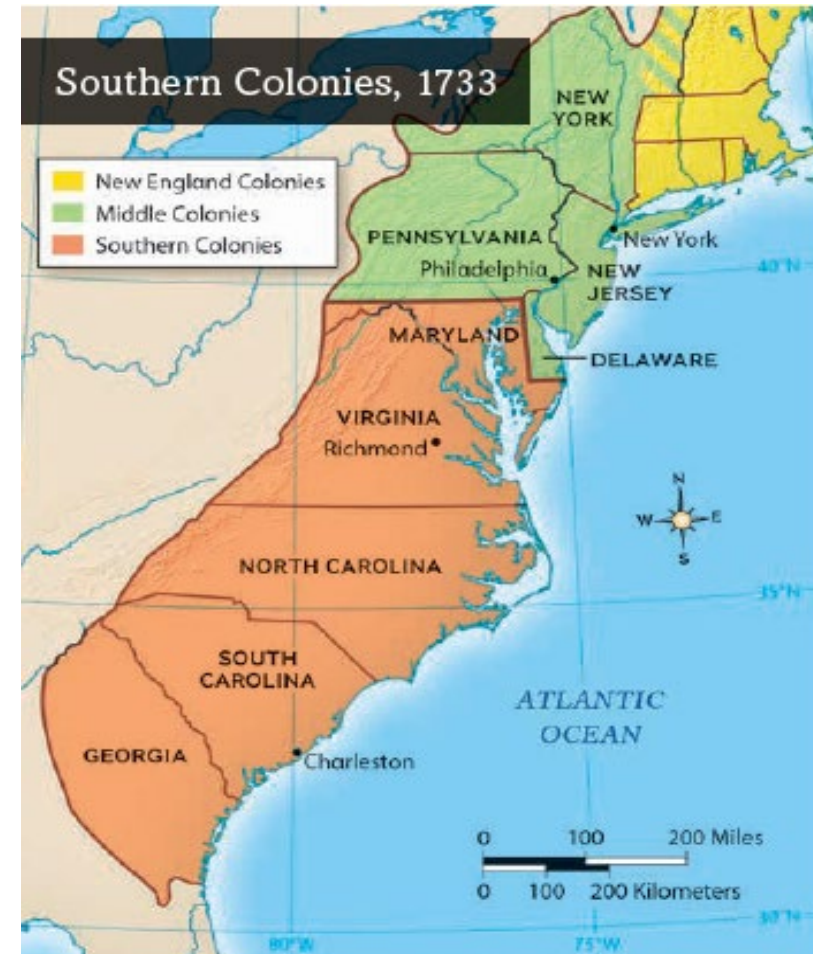 Southern Colonies, 1733
New England Colonies
Middle Colonies
Southern Colonies
NEW
YORK
PENNSYLVANIA
New York
Philadelphia
NEW
JERSEY
40°N
MARYLAND
DELAWARE
VIRGINIA
Richmond
N
W
E
S
NORTH CAROLINA
35°N
SOUTH
CAROLINA
ATLANTIC
OCEAN
GEORGIA
Charleston
0 100 200 Miles
0 100 200 Kilometers
30°N
80°W
75°W